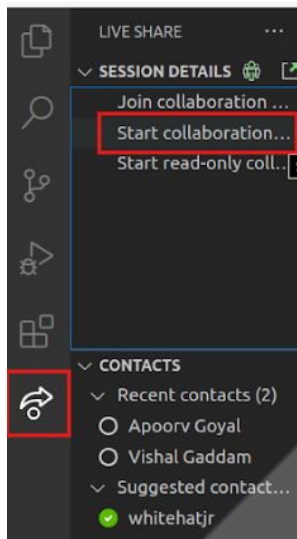 LIVE SHARE ...
SESSION DETAILS
Join collaboration ...
Start collaboration...
Start read-only coll...
CONTACTS
Recent contacts (2)
Apoorv Goyal
Vishal Gaddam
Suggested contact...
whitehatjr